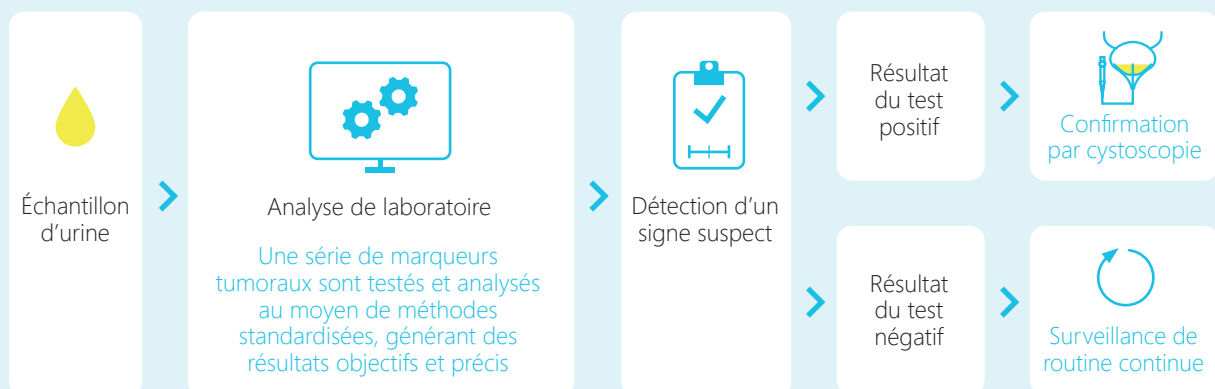 Échantillon
d’urine
Analyse de laboratoire
Une série de marqueurs
tumoraux sont testés et analysés
au moyen de méthodes
standardisées, générant des
résultats objectifs et précis
Détection d’un
signe suspect
Résultat
du test
positif
Confirmation
par cystoscopie
Résultat
du test
négatif
Surveillance de
routine continue